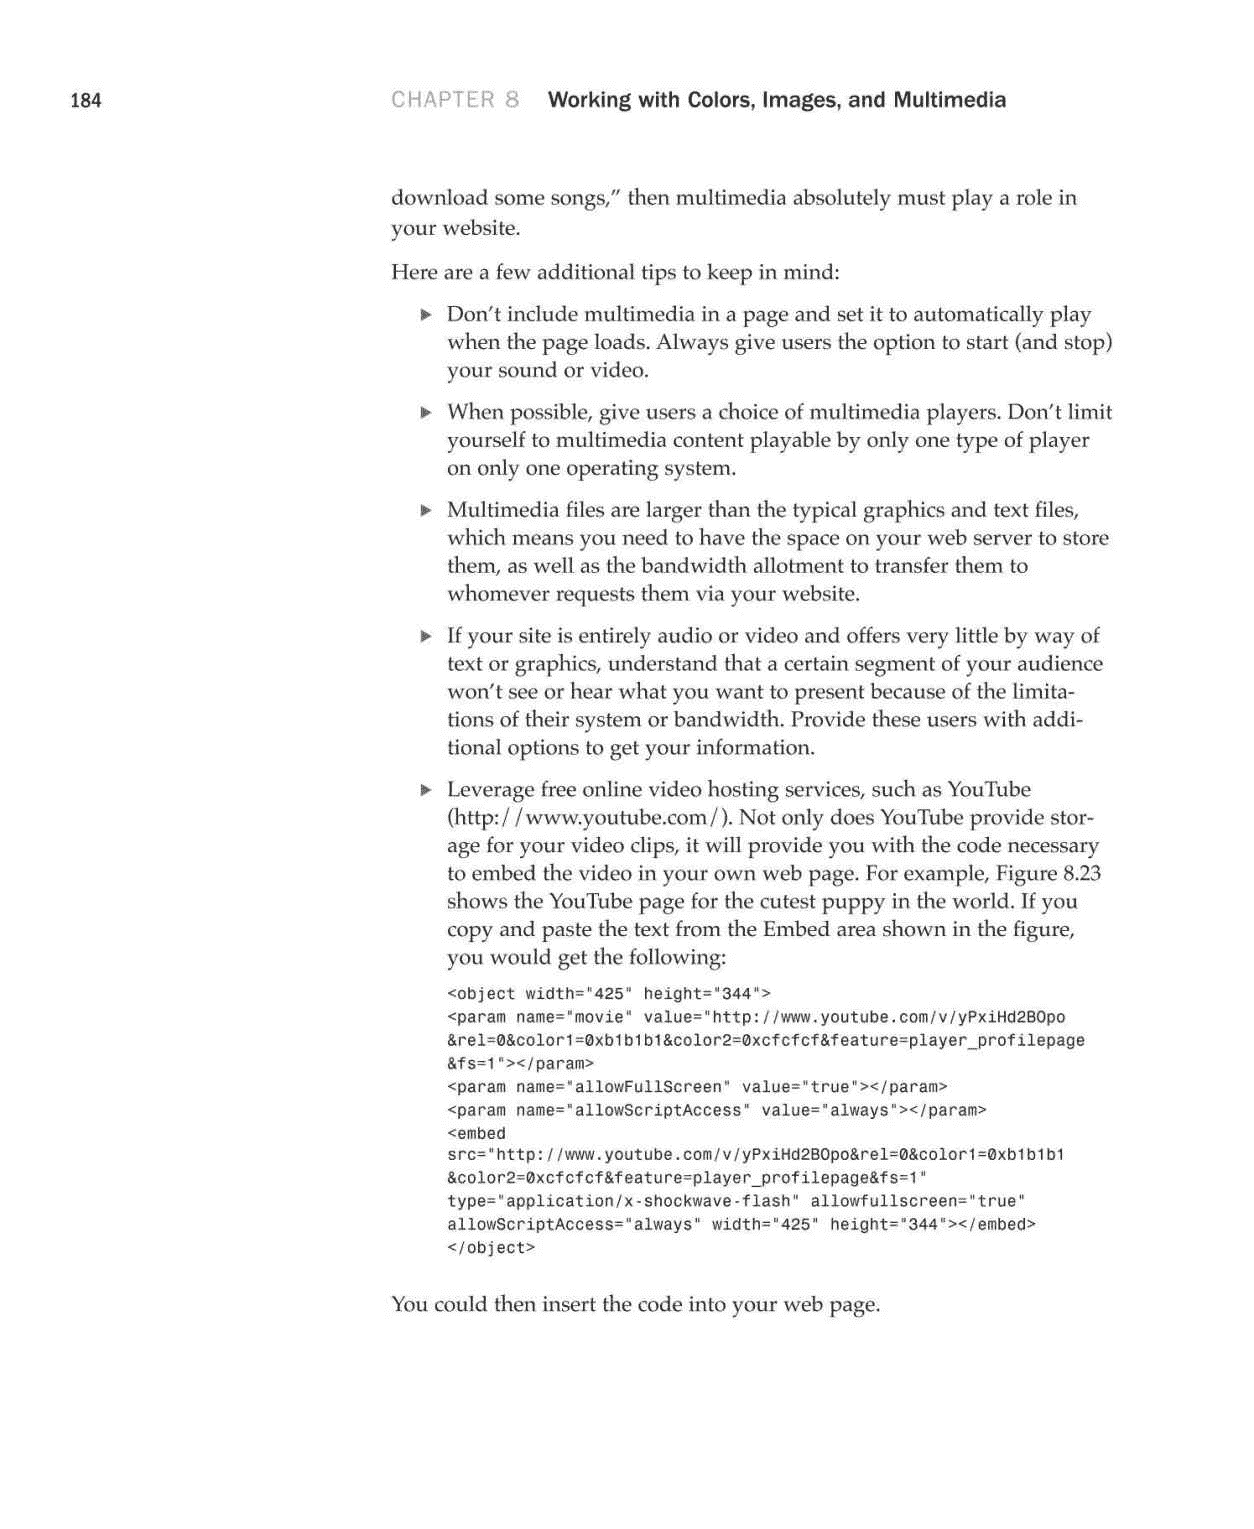 184
CHAPTER 8 Working with Colors, Images, and Multimedia
download some songs,” then multimedia absolutely must play a role in
your website.
Here are a few additional tips to keep in mind:
▶ Don’t include multimedia in a page and set it to automatically play
when the page loads. Always give users the option to start (and stop)
your sound or video.
▶ When possible, give users a choice of multimedia players. Don’t limit
yourself to multimedia content playable by only one type of player
on only one operating system.
▶ Multimedia files are larger than the typical graphics and text files,
which means you need to have the space on your web server to store
them, as well as the bandwidth allotment to transfer them to
whomever requests them via your website.
▶ If your site is entirely audio or video and offers very little by way of
text or graphics, understand that a certain segment of your audience
won’t see or hear what you want to present because of the limita-
tions of their system or bandwidth. Provide these users with addi-
tional options to get your information.
▶ Leverage free online video hosting services, such as YouTube
(http://www.youtube.com/). Not only does YouTube provide stor-
age for your video clips, it will provide you with the code necessary
to embed the video in your own web page. For example, Figure 8.23
shows the YouTube page for the cutest puppy in the world. If you
copy and paste the text from the Embed area shown in the figure,
you would get the following:
<object width="425" height="344">
<param name="movie" value="http://www.youtube.com/v/yPxiHd2BOpo
&rel=0&color1=0xb1b1b1&color2=0xcfcfcf&feature=player_profilepage
&fs=1"></param>
<param name="allowFullScreen" value="true"></param>
<param name="allowScriptAccess" value="always"></param>
<embed
src="http://www.youtube.com/v/yPxiHd2BOpo&rel=0&color1=0xb1b1b1
&color2=0xcfcfcf&feature=player_profilepage&fs=1"
type="application/x-shockwave-flash" allowfullscreen="true"
allowScriptAccess="always" width="425" height="344"></embed>
</object>
You could then insert the code into your web page.